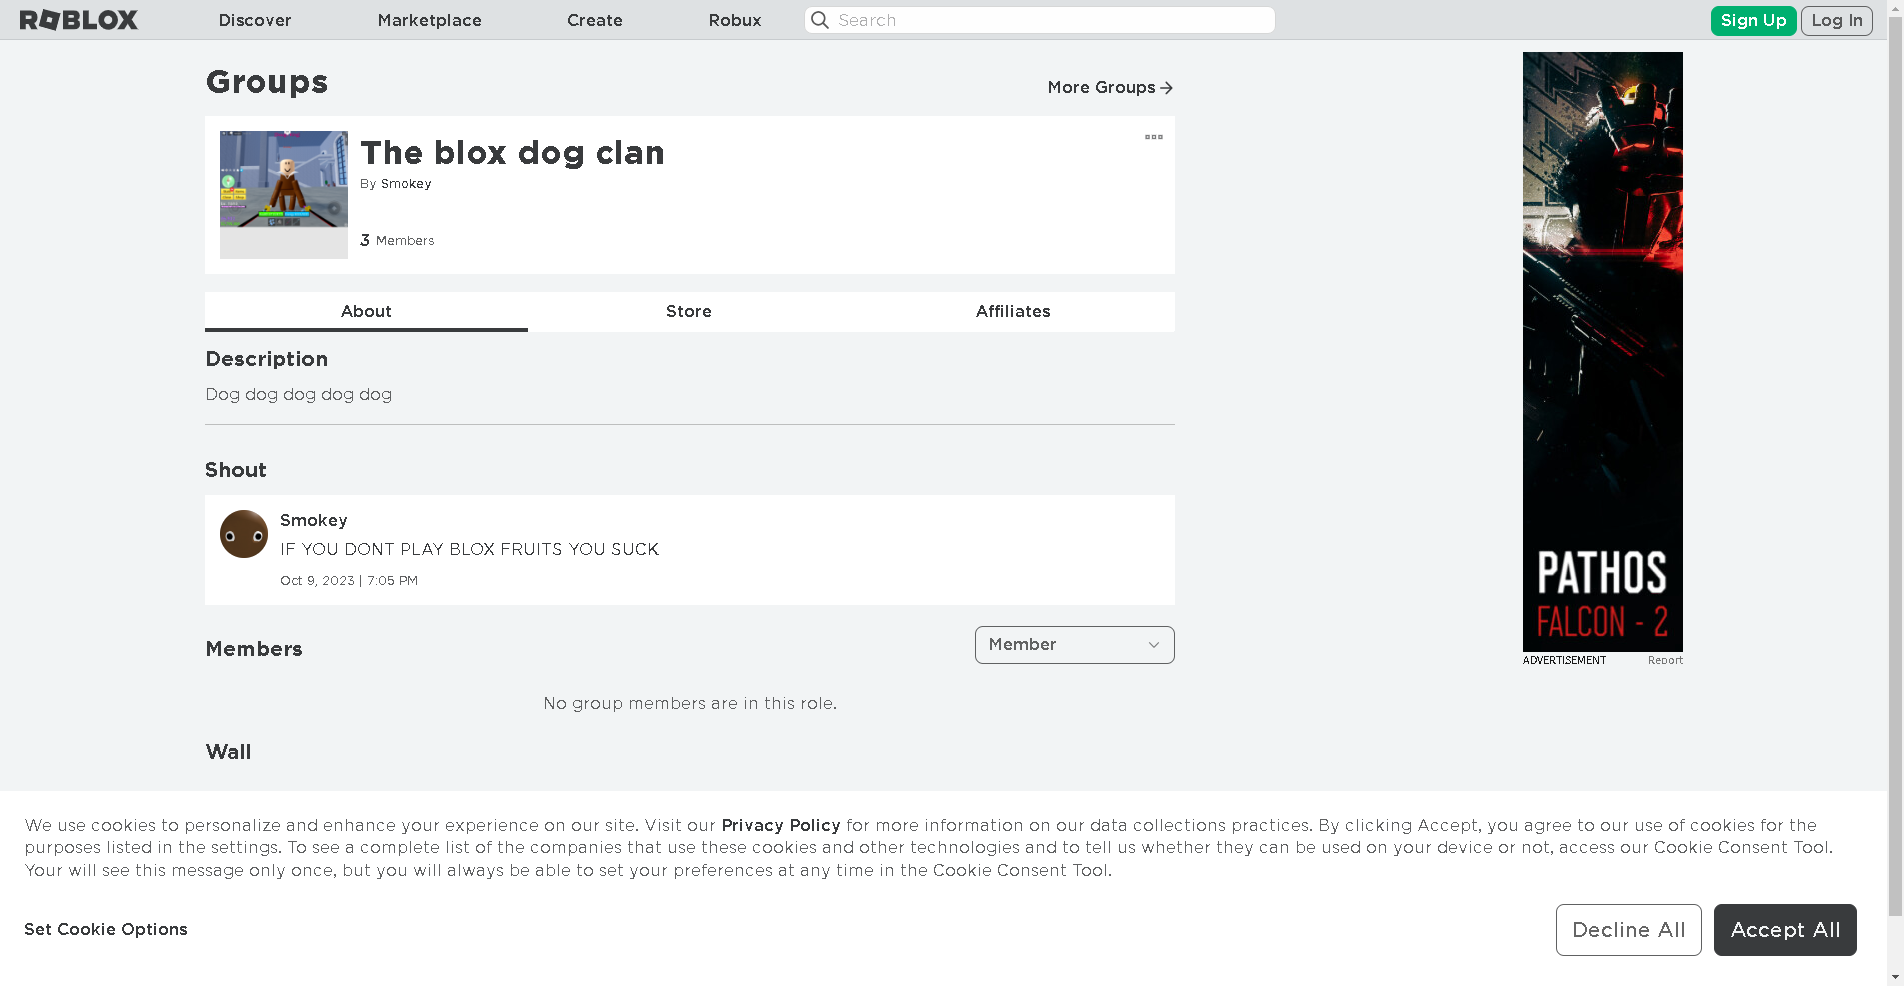 ROBLOX
Discover
Marketplace
Create
Robux
Search
Sign Up
Log In
Groups
More Groups
The blox dog clan
By Smokey
3 Members
About
Store
Affiliates
Description
Dog dog dog dog dog
Shout
Smokey
IF YOU DONT PLAY BLOX FRUITS YOU SUCK
Oct 9, 2023 | 7:05 PM
Members
Member
No group members are in this role.
Wall
PATHOS
FALCON - 2
ADVERTISEMENT
Report
We use cookies to personalize and enhance your experience on our site. Visit our Privacy Policy for more information on our data collections practices. By clicking Accept, you agree to our use of cookies for the
purposes listed in the settings. To see a complete list of the companies that use these cookies and other technologies and to tell us whether they can be used on your device or not, access our Cookie Consent Tool.
Your will see this message only once, but you will always be able to set your preferences at any time in the Cookie Consent Tool.
Set Cookie Options
Decline All
Accept All